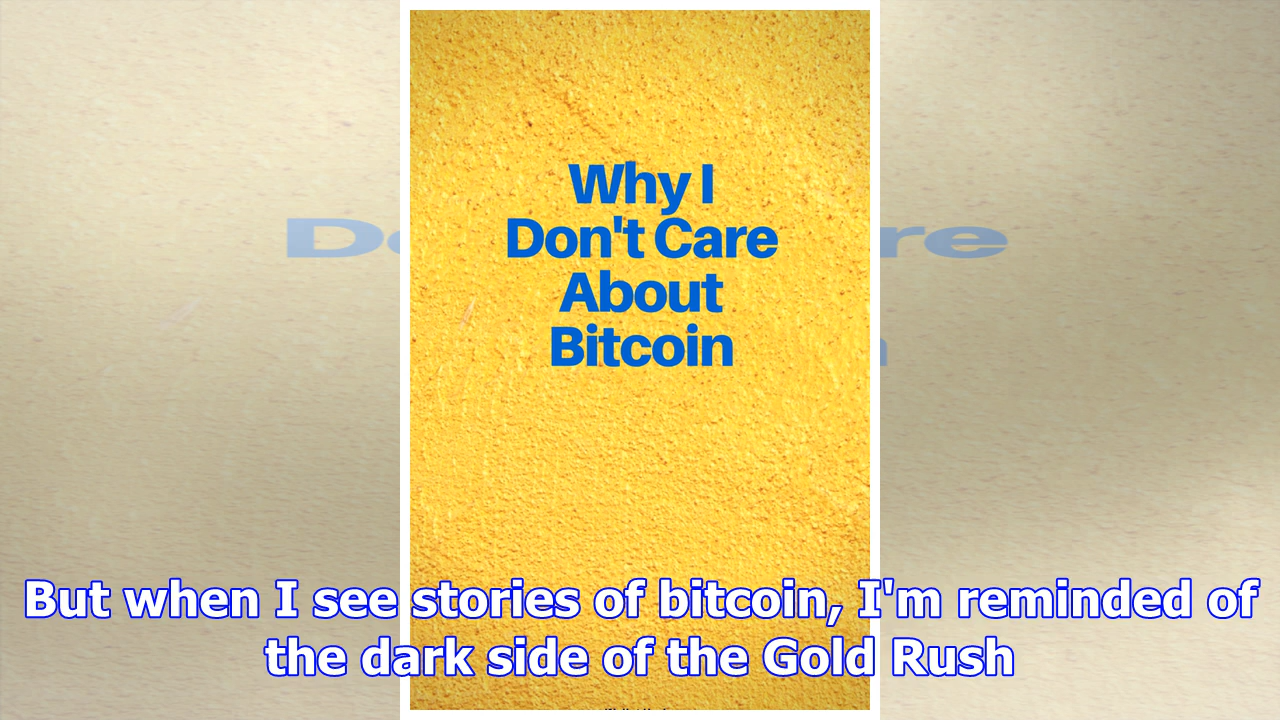 Why I
Don't Care
About
Bitcoin
But when I see stories of bitcoin, I'm reminded of
the dark side of the Gold Rush